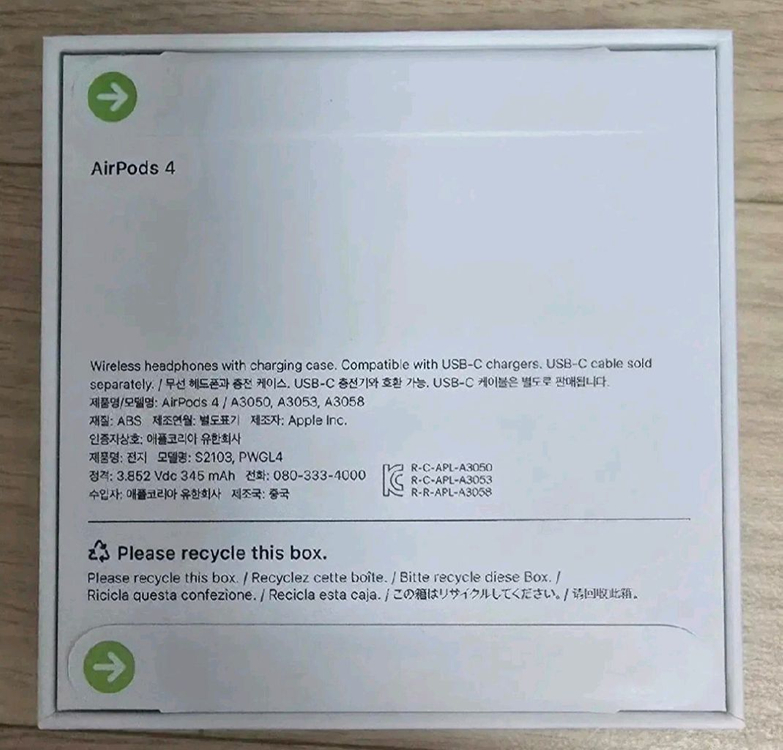 AirPods 4
Wireless headphones with charging case. Compatible with USB-C chargers. USB-C cable sold
separately. / 무선 헤드폰과 충전 케이스. USB-C 충전기와 호환 가능. USB-C 케이블은 별도로 판매됩니다.
제품명/모델명: AirPods 4 / A3050, A3053, A3058
재질: ABS 제조연월: 별도표기 제조자: Apple Inc.
인증자상호: 애플코리아 유한회사
제품명: 전지 모델명: S2103, PWGL4
정격: 3.852 Vdc 345 mAh 전화: 080-333-4000
수입자: 애플코리아 유한회사 제조국: 중국
R-C-APL-A3050
R-C-APL-A3053
R-R-APL-A3058
Please recycle this box.
Please recycle this box. / Recyclez cette boîte. / Bitte recycle diese Box. /
Ricicla questa confezione. / Recicla esta caja. / この箱はリサイクルしてください。/ 请回收此箱。